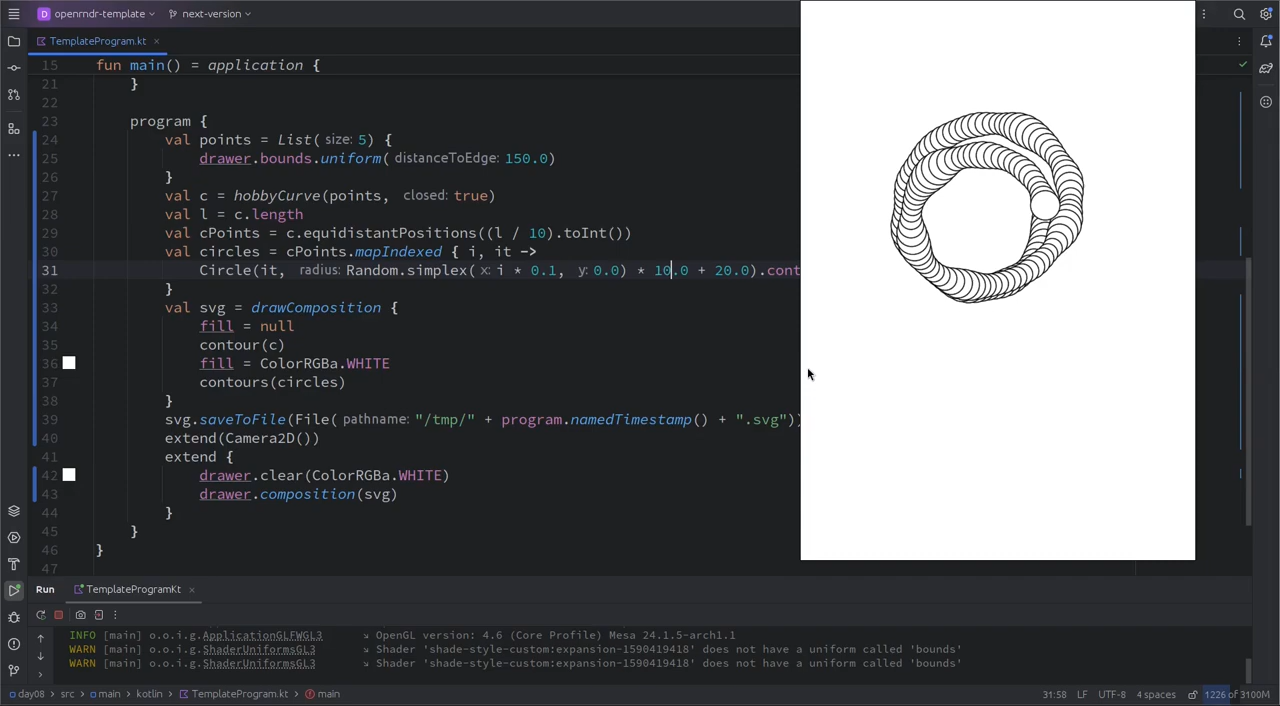 D openrndr-template next-version
TemplateProgram.kt
15 fun main() = application {
21 }
22
23 program {
24 val points = List( size: 5) {
25 drawer.bounds.uniform( distanceToEdge: 150.0)
26 }
27 val c = hobbyCurve(points, closed: true)
28 val l = c.length
29 val cPoints = c.equidistantPositions((l / 10).toInt())
30 val circles = cPoints.mapIndexed { i, it ->
31 Circle(it, radius: Random.simplex( x: i * 0.1, y: 0.0) * 10.0 + 20.0).cont
32 }
33 val svg = drawComposition {
34 fill = null
35 contour(c)
36 fill = ColorRGBa.WHITE
37 contours(circles)
38 }
39 svg.saveToFile(File( pathname: "/tmp/" + program.namedTimestamp() + ".svg"))
40 extend(Camera2D())
41 extend {
42 drawer.clear(ColorRGBa.WHITE)
43 drawer.composition(svg)
44 }
45 }
46 }
47
Run TemplateProgramKt
INFO [main] o.o.i.g.ApplicationGLFWGL3 ↘ OpenGL version: 4.6 (Core Profile) Mesa 24.1.5-arch1.1
WARN [main] o.o.i.g.ShaderUniformsGL3 ↘ Shader 'shade-style-custom:expansion-1590419418' does not have a uniform called 'bounds'
WARN [main] o.o.i.g.ShaderUniformsGL3 ↘ Shader 'shade-style-custom:expansion-1590419418' does not have a uniform called 'bounds'
day08 > src > main > kotlin > TemplateProgram.kt > main 31:58 LF UTF-8 4 spaces 1226 of 3100M